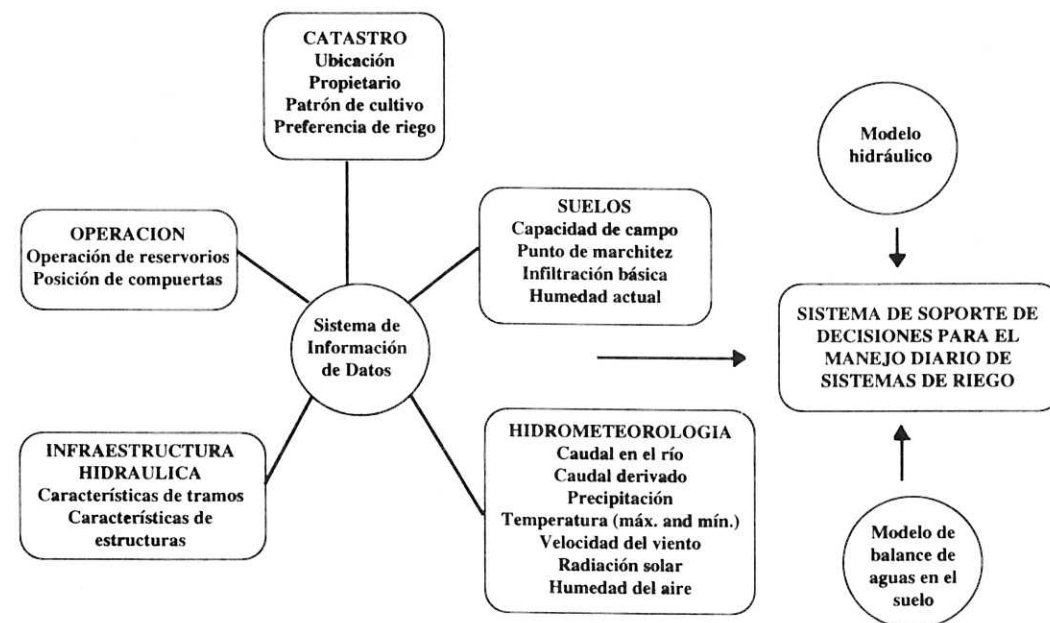 CATASTRO
Ubicación
Propietario
Patrón de cultivo
Preferencia de riego
OPERACION
Operación de reservorios
Posición de compuertas
SUELOS
Capacidad de campo
Punto de marchitez
Infiltración básica
Humedad actual
Sistema de
Información
de Datos
INFRAESTRUCTURA
HIDRAULICA
Características de tramos
Características de
estructuras
HIDROMETEOROLOGIA
Caudal en el río
Caudal derivado
Precipitación
Temperatura (máx. and mín.)
Velocidad del viento
Radiación solar
Humedad del aire
Modelo
hidráulico
SISTEMA DE SOPORTE DE
DECISIONES PARA EL
MANEJO DIARIO DE
SISTEMAS DE RIEGO
Modelo de
balance de
aguas en el
suelo